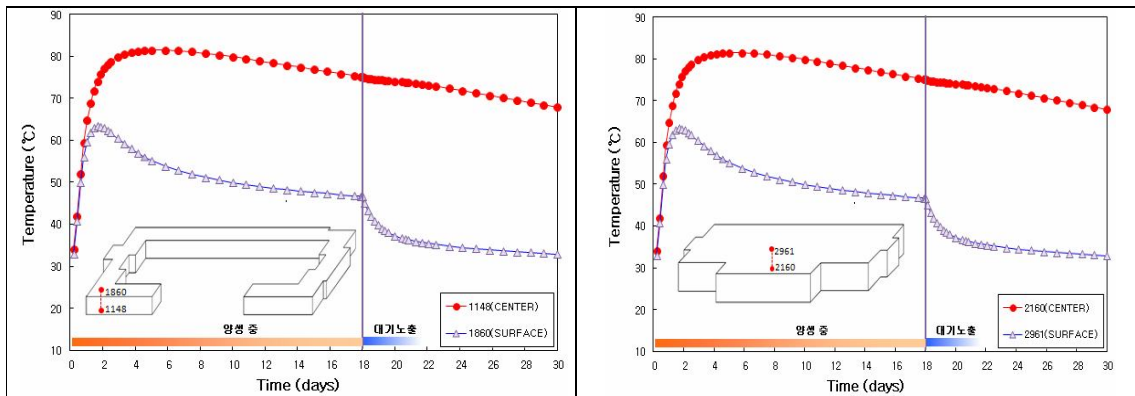 90
80
70
60
50
40
30
20
10
Temperature (℃)
1860
1148
1148(CENTER)
1860(SURFACE)
양생 중
대기노출
0 2 4 6 8 10 12 14 16 18 20 22 24 26 28 30
Time (days)
90
80
70
60
50
40
30
20
10
Temperature (℃)
2961
2160
2160(CENTER)
2961(SURFACE)
양생 중
대기노출
0 2 4 6 8 10 12 14 16 18 20 22 24 26 28 30
Time (days)